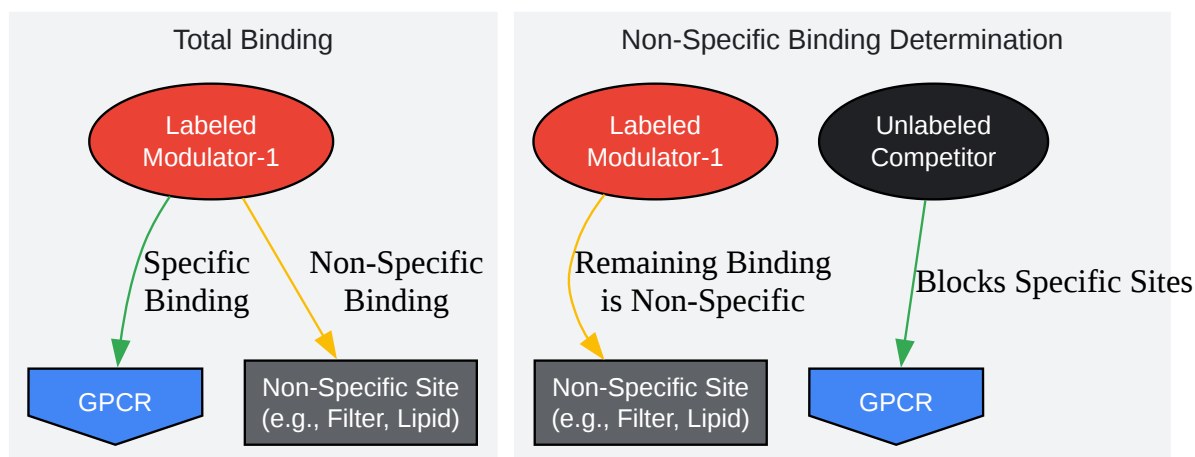 Total Binding
Labeled
Modulator-1
Specific
Binding
Non-Specific
Binding
GPCR
Non-Specific Site
(e.g., Filter, Lipid)
Non-Specific Binding Determination
Labeled
Modulator-1
Unlabeled
Competitor
Remaining Binding
is Non-Specific
Blocks Specific Sites
Non-Specific Site
(e.g., Filter, Lipid)
GPCR